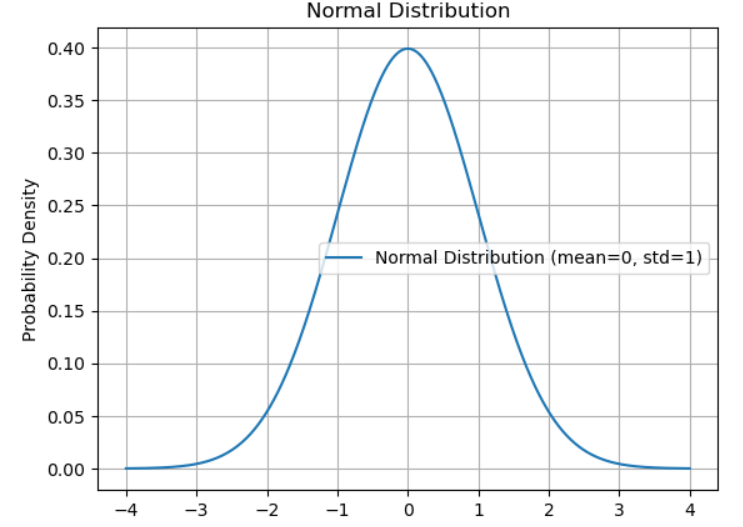 Normal Distribution
0.40
0.35
0.30
0.25
0.20
0.15
0.10
0.05
0.00
Probability Density
Normal Distribution (mean=0, std=1)
−4 −3 −2 −1 0 1 2 3 4